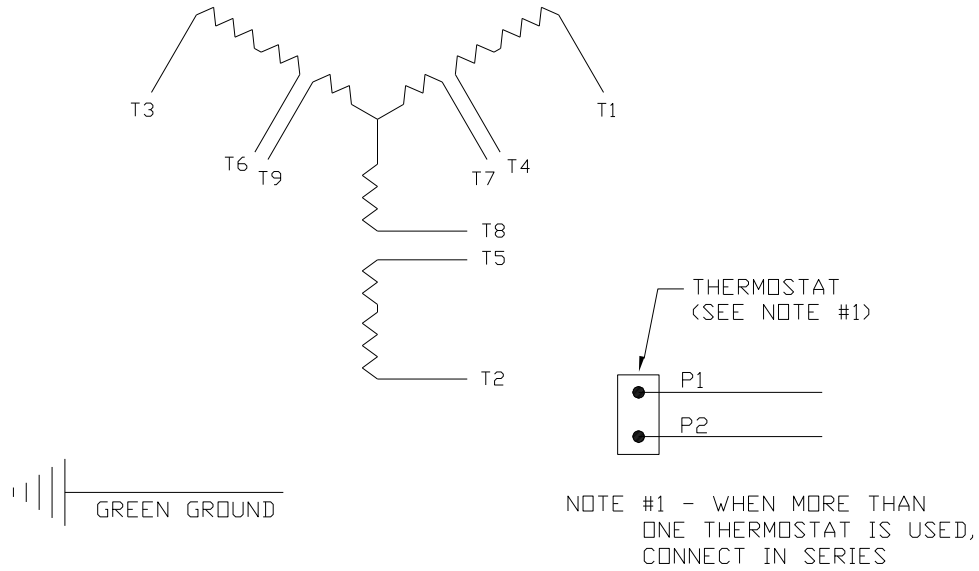 T3
T1
T6
T9
T7
T4
T8
T5
T2
THERMOSTAT
(SEE NOTE #1)
P1
P2
GREEN GROUND
NOTE #1 - WHEN MORE THAN
ONE THERMOSTAT IS USED,
CONNECT IN SERIES